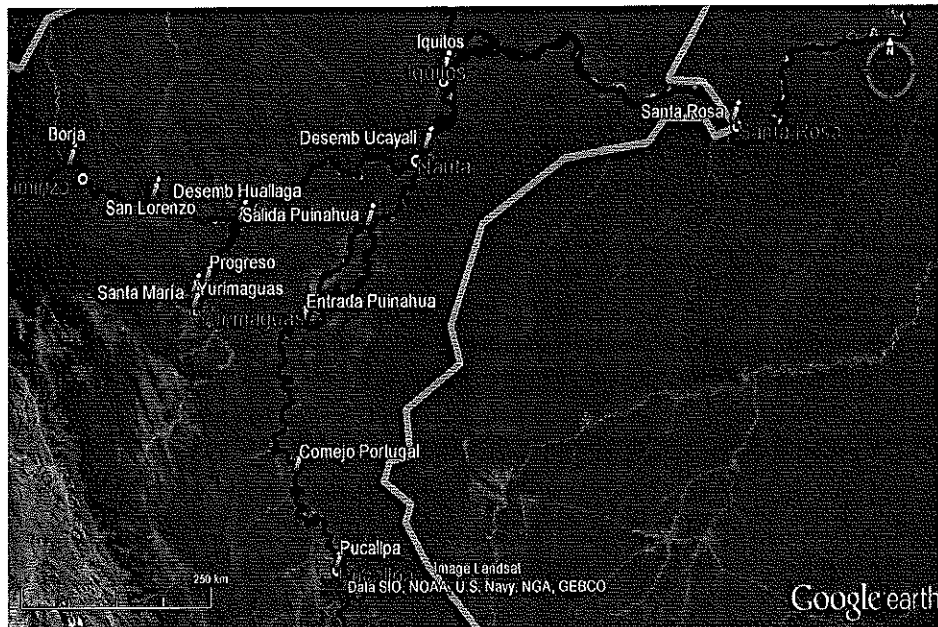 Iquitos
Iquitos
N
Santa Rosa
Santa Rosa
Borja
Desemb Ucayali
Nauta
San Lorenzo
Desemb Huallaga
Salida Puinahua
Progreso
Santa María
Yurimaguas
Yurimaguas
Entrada Puinahua
Comejo Portugal
Pucallpa
Image Landsat
Data SIO, NOAA, U.S. Navy, NGA, GEBCO
250 km
Google earth